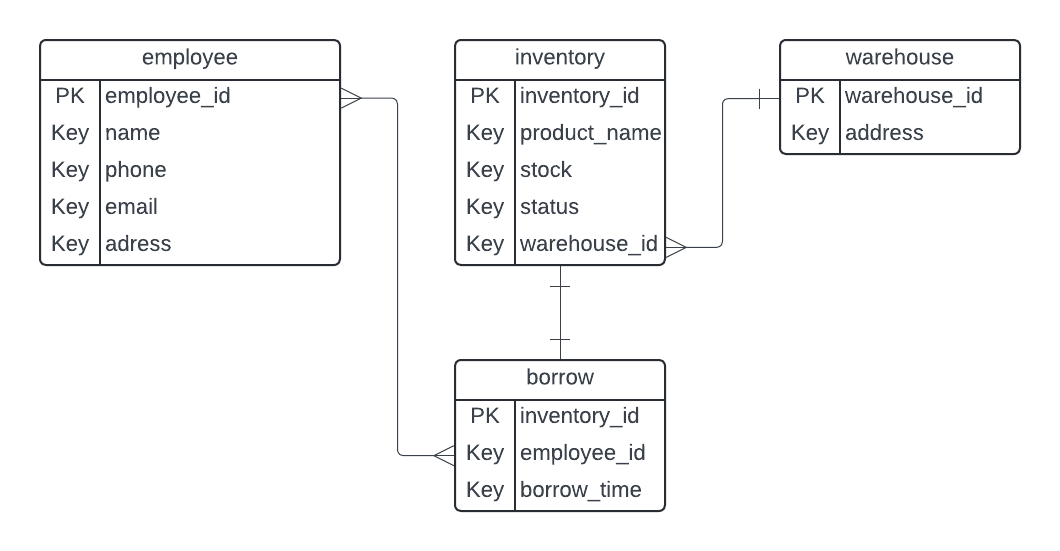 employee
PK employee_id
Key name
Key phone
Key email
Key adress
inventory
PK inventory_id
Key product_name
Key stock
Key status
Key warehouse_id
warehouse
PK warehouse_id
Key address
borrow
PK inventory_id
Key employee_id
Key borrow_time